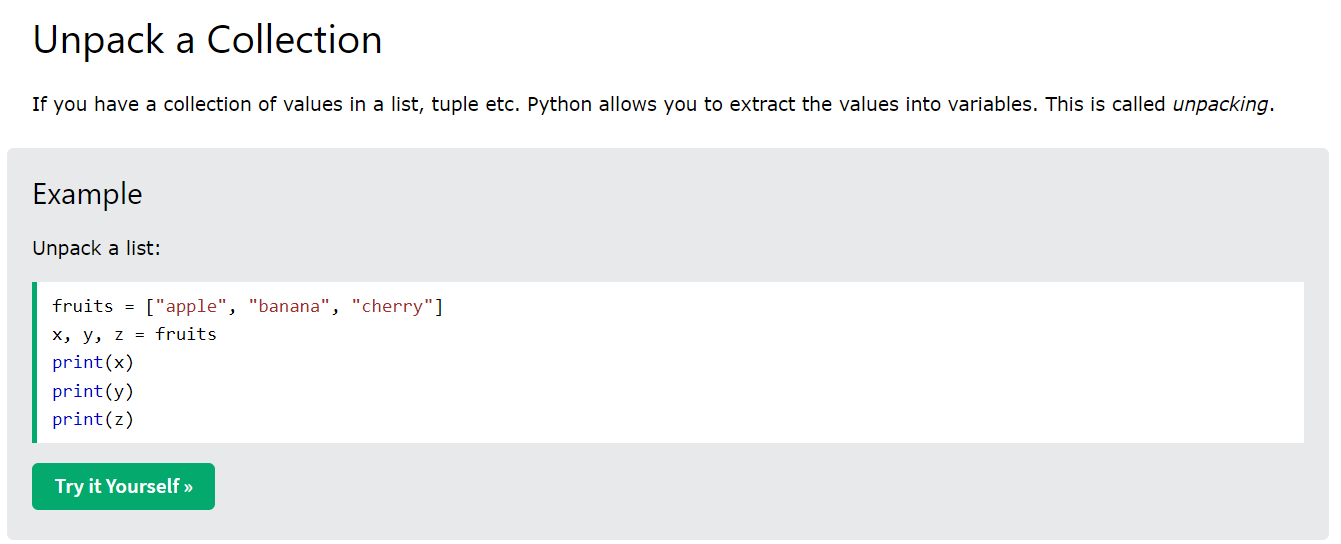 Unpack a Collection
If you have a collection of values in a list, tuple etc. Python allows you to extract the values into variables. This is called unpacking.
Example
Unpack a list:
fruits = ["apple", "banana", "cherry"]
x, y, z = fruits
print(x)
print(y)
print(z)
Try it Yourself »